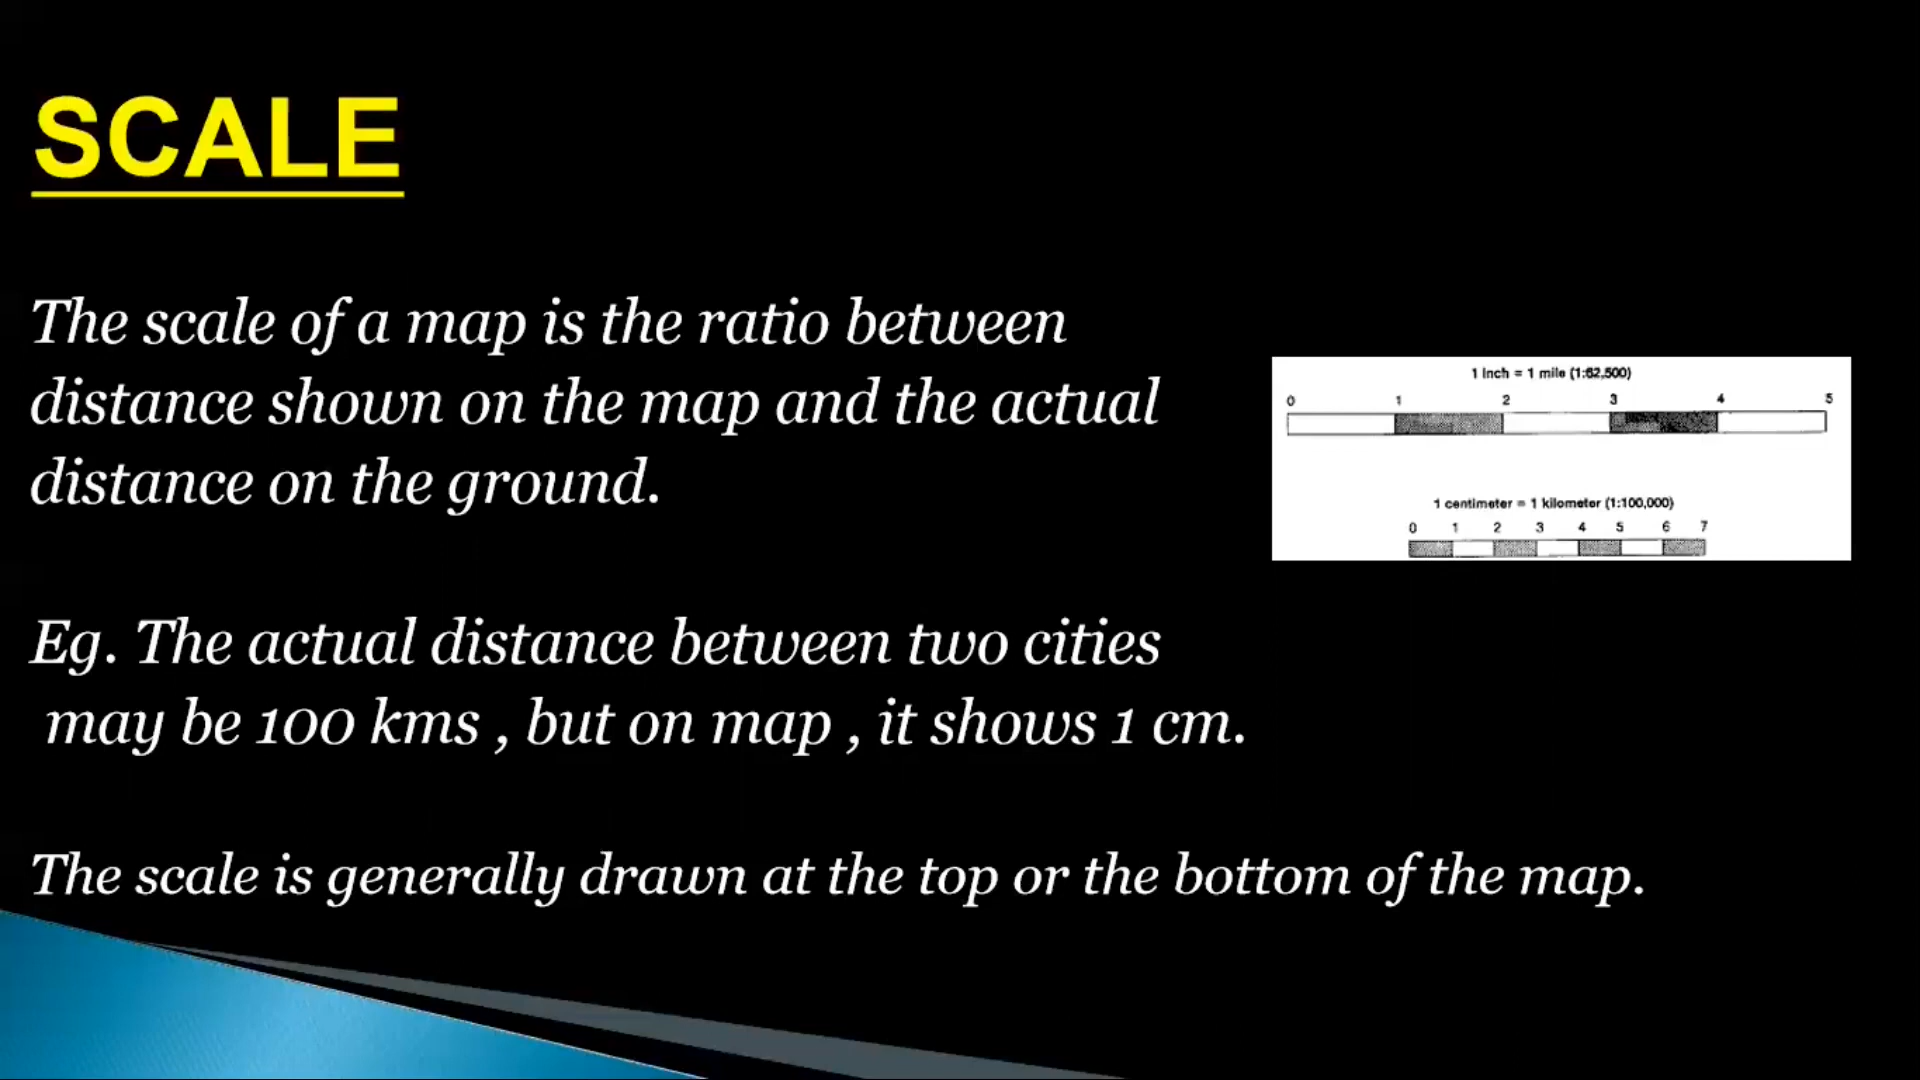 SCALE
The scale of a map is the ratio between
distance shown on the map and the actual
distance on the ground.
1 inch = 1 mile (1:62,500)
0 1 2 3 4 5
1 centimeter = 1 kilometer (1:100,000)
0 1 2 3 4 5 6 7
Eg. The actual distance between two cities
may be 100 kms , but on map , it shows 1 cm.
The scale is generally drawn at the top or the bottom of the map.